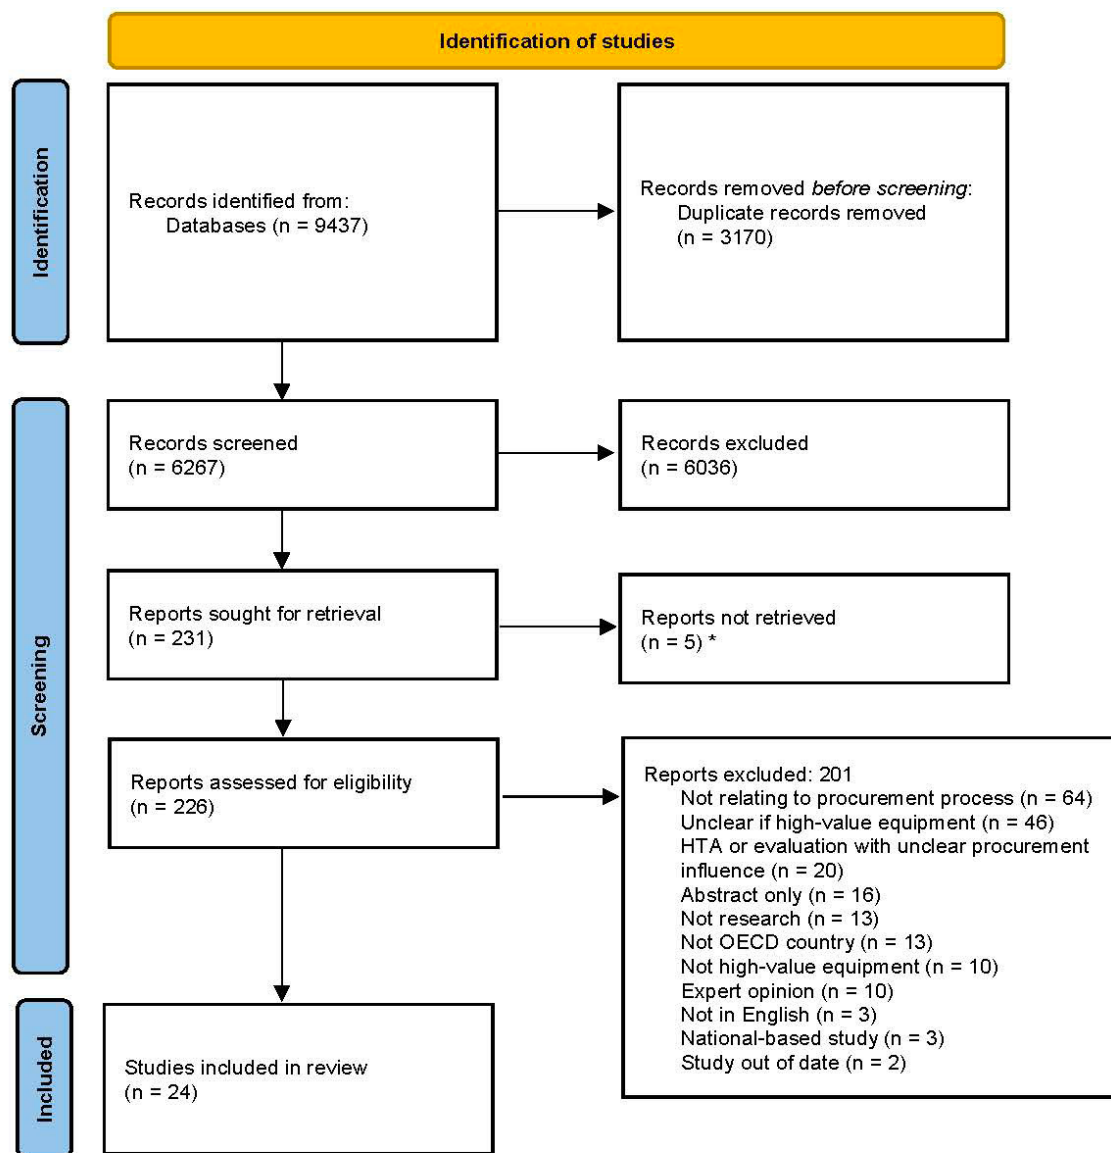 Identification of studies
Identification
Records identified from:
Databases (n = 9437)
Records removed before screening:
Duplicate records removed
(n = 3170)
Screening
Records screened
(n = 6267)
Records excluded
(n = 6036)
Reports sought for retrieval
(n = 231)
Reports not retrieved
(n = 5) *
Reports assessed for eligibility
(n = 226)
Reports excluded: 201
Not relating to procurement process (n = 64)
Unclear if high-value equipment (n = 46)
HTA or evaluation with unclear procurement
influence (n = 20)
Abstract only (n = 16)
Not research (n = 13)
Not OECD country (n = 13)
Not high-value equipment (n = 10)
Expert opinion (n = 10)
Not in English (n = 3)
National-based study (n = 3)
Study out of date (n = 2)
Included
Studies included in review
(n = 24)